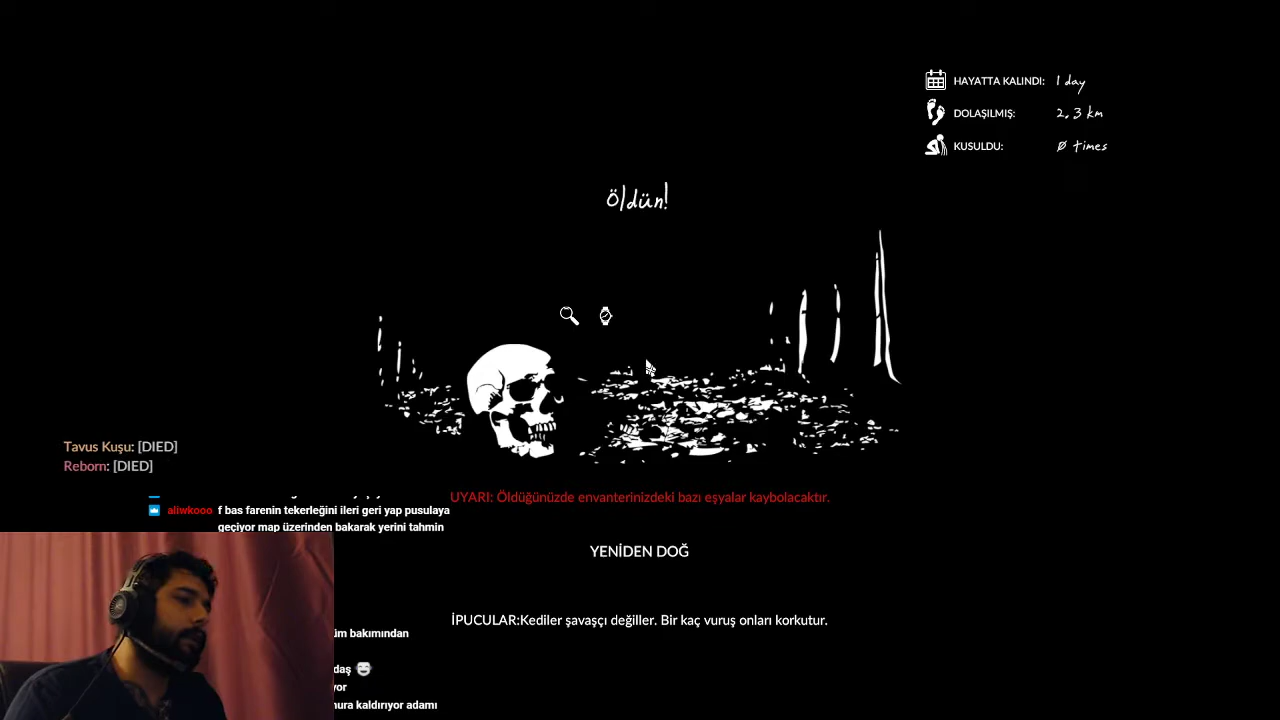 HAYATTA KALINDI: 1 day
DOLAŞILMIŞ: 2.3 km
KUSULDU: 0 times
Öldün!
Tavus Kuşu: [DIED]
Reborn: [DIED]
UYARI: Öldüğünüzde envanterinizdeki bazı eşyalar kaybolacaktır.
aliwkooo f bas farenin tekerleğini ileri geri yap pusulaya
geçiyor map üzerinden bakarak yerini tahmin
YENİDEN DOĞ
İPUCULAR:Kediler şavaşçı değiller. Bir kaç vuruş onları korkutur.
üm bakımından
daş
yor
nura kaldırıyor adamı